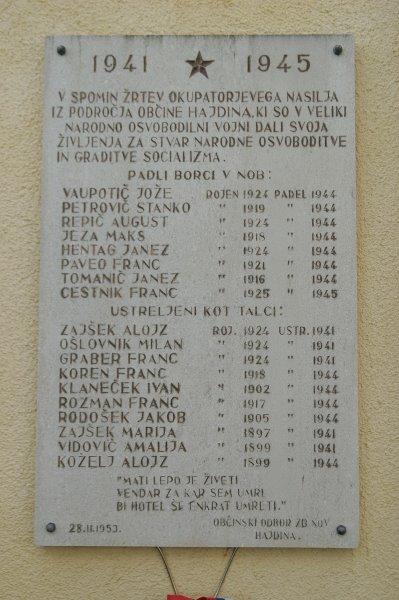 1941 ★ 1945
V SPOMIN ŽRTEV OKUPATORJEVEGA NASILJA
IZ PODROČJA OBČINE HAJDINA, KI SO V VELIKI
NARODNO OSVOBODILNI VOJNI DALI SVOJA
ŽIVLJENJA ZA STVAR NARODNE OSVOBODITVE
IN GRADITVE SOCIALIZMA.
PADLI BORCI V NOB:
VAUPOTIČ JOŽE ROJEN 1924 PADEL 1944
PETROVIČ STANKO " 1919 " 1944
REPIČ AUGUST " 1924 " 1944
JEZA MAKS " 1918 " 1944
HENTAG JANEZ " 1924 " 1944
PAVEO FRANC " 1921 " 1944
TOMANIČ JANEZ " 1916 " 1944
CESTNIK FRANC " 1925 " 1945
USTRELJENI KOT TALCI:
ZAJŠEK ALOJZ ROJ. 1924 USTR. 1941
OŠLOVNIK MILAN " 1924 " 1941
GRABER FRANC " 1924 " 1941
KOREN FRANC " 1918 " 1944
KLANEČEK IVAN " 1902 " 1944
ROZMAN FRANC " 1917 " 1944
RODOŠEK JAKOB " 1905 " 1944
ZAJŠEK MARIJA " 1897 " 1941
VIDOVIČ AMALIJA " 1899 " 1941
KOŽELJ ALOJZ " 1899 " 1944
"MATI LEPO JE ŽIVETI
VENDAR ZA KAR SEM UMRL
BI HOTEL ŠE ENKRAT UMRETI."
28.11.1953. OBČINSKI ODBOR ZB NOV
HAJDINA.